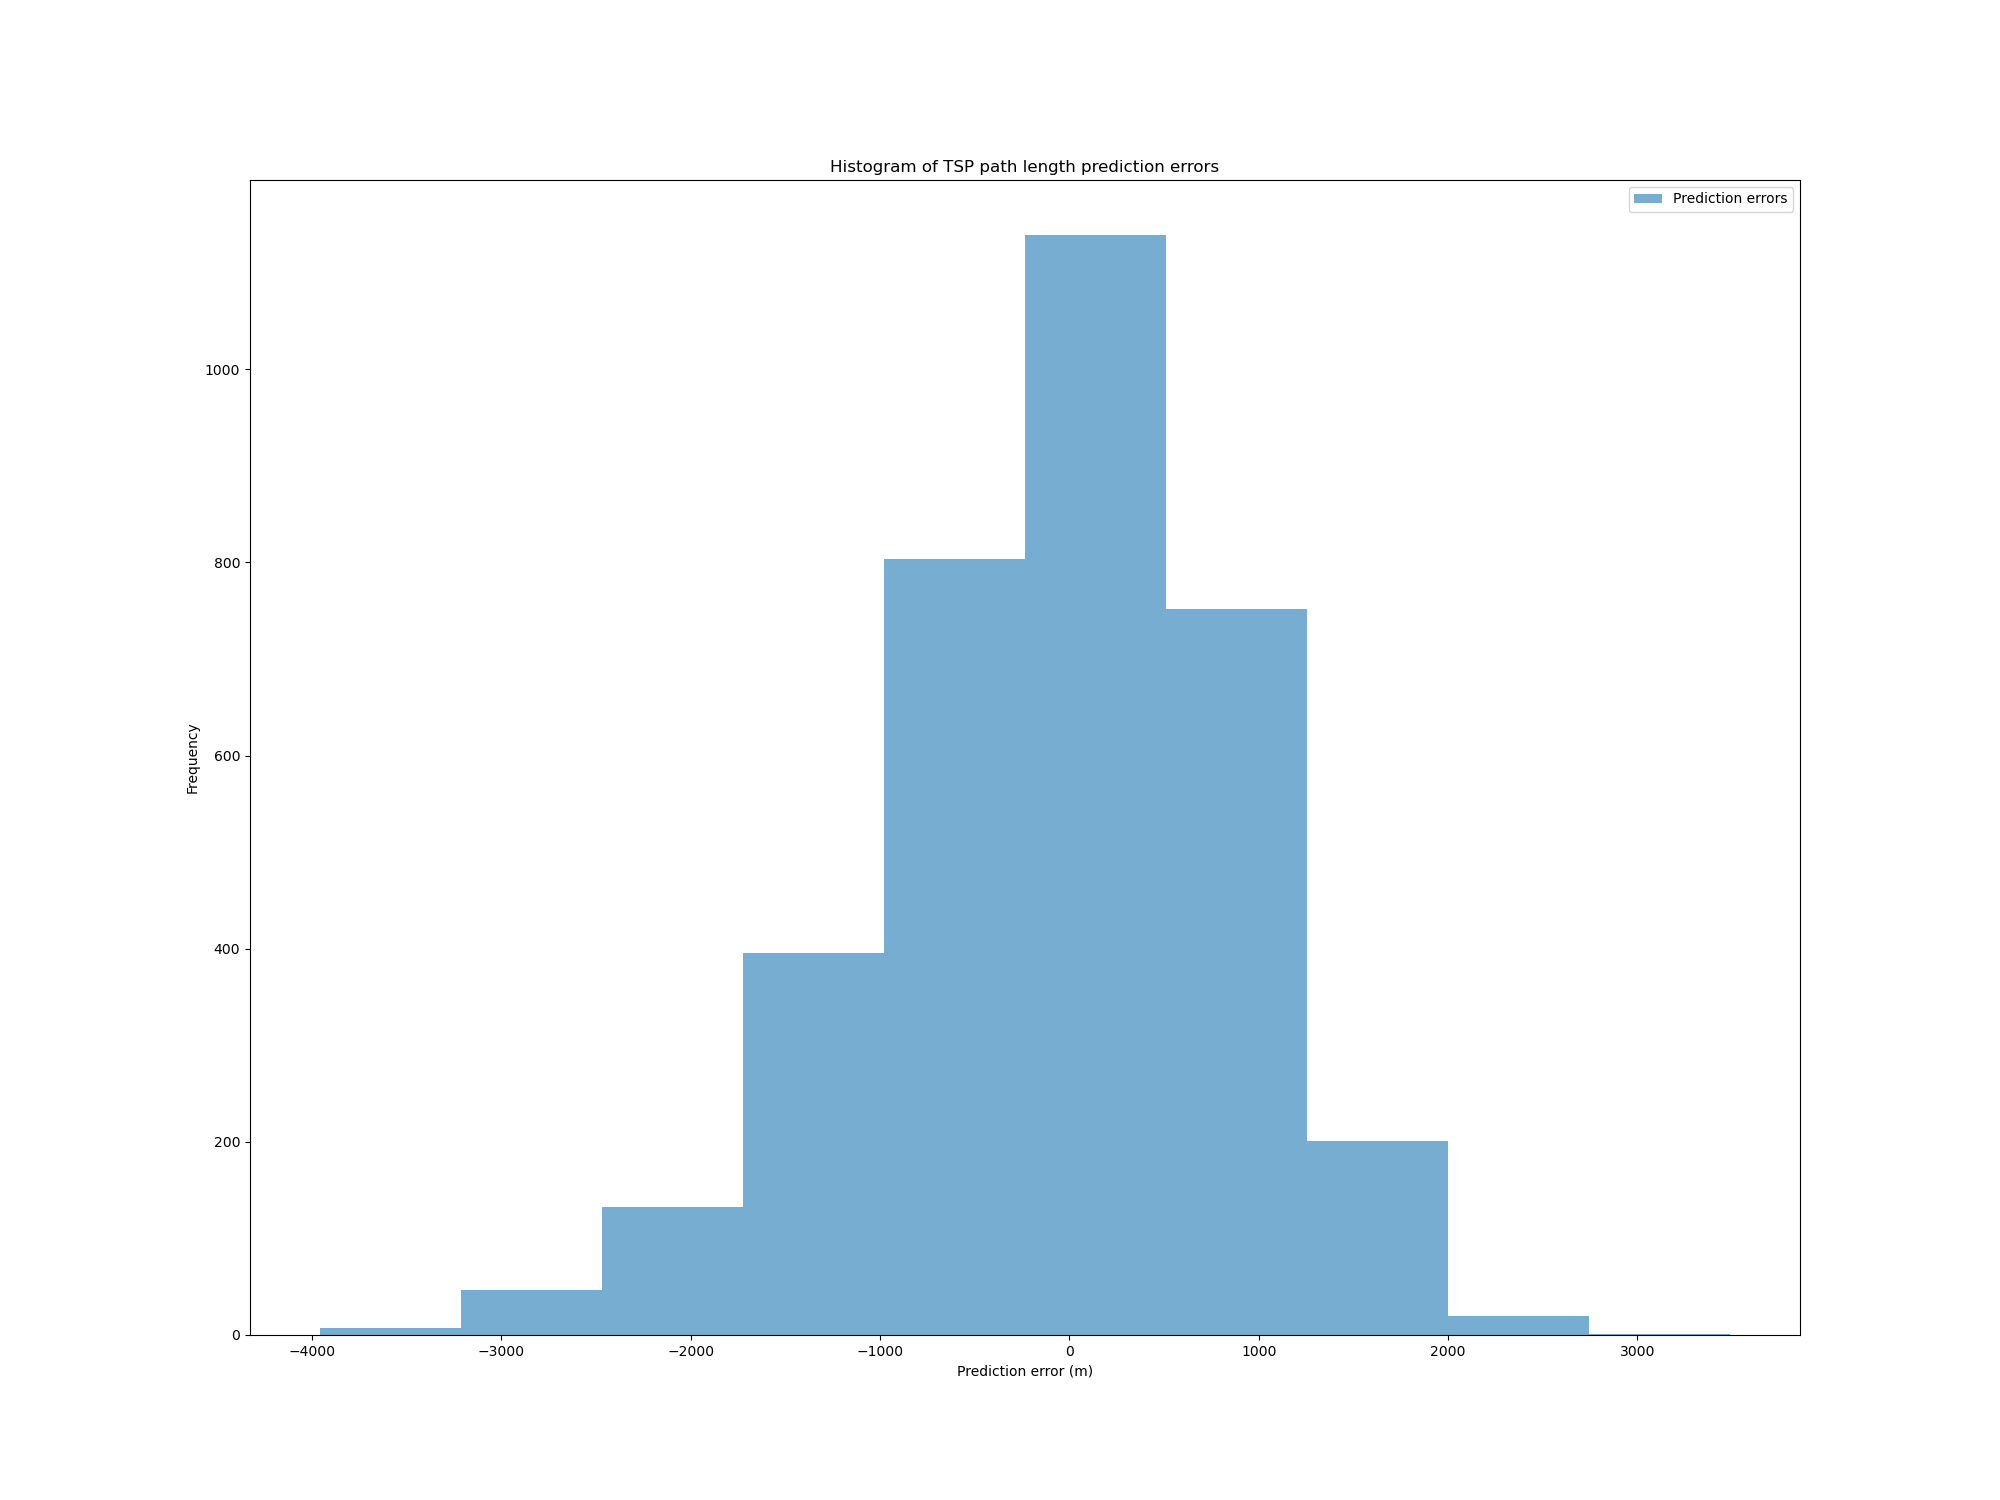 Histogram of TSP path length prediction errors
Prediction errors
1000
800
600
400
200
0
Frequency
−4000 −3000 −2000 −1000 0 1000 2000 3000
Prediction error (m)